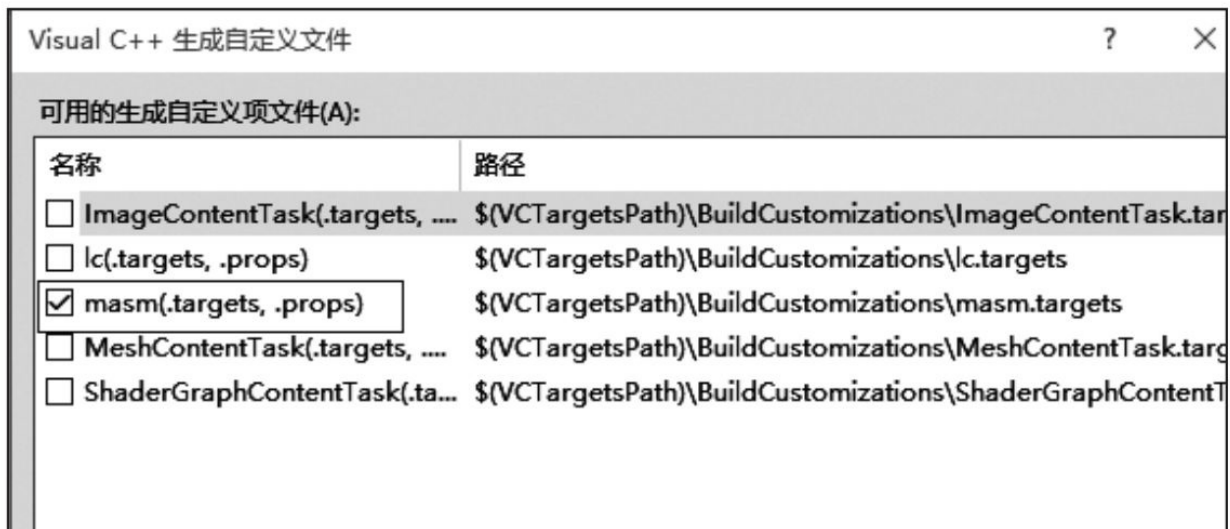 Visual C++ 生成自定义文件 ? ×
可用的生成自定义项文件(A):
名称 路径
ImageContentTask(.targets, .... $(VCTargetsPath)\BuildCustomizations\ImageContentTask.tar
lc(.targets, .props) $(VCTargetsPath)\BuildCustomizations\lc.targets
masm(.targets, .props) $(VCTargetsPath)\BuildCustomizations\masm.targets
MeshContentTask(.targets, .... $(VCTargetsPath)\BuildCustomizations\MeshContentTask.targ
ShaderGraphContentTask(.ta... $(VCTargetsPath)\BuildCustomizations\ShaderGraphContentT